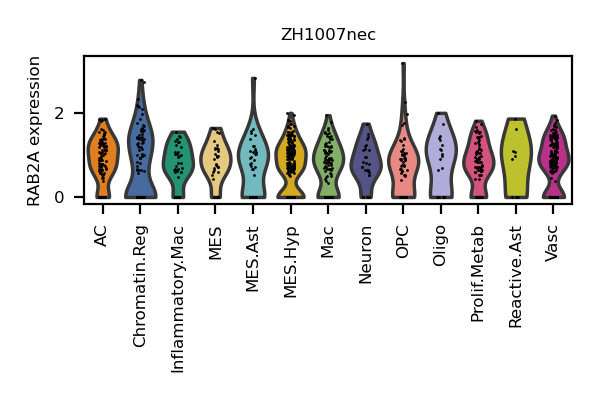 ZH1007nec
RAB2A expression
2
0
AC
Chromatin.Reg
Inflammatory.Mac
MES
MES.Ast
MES.Hyp
Mac
Neuron
OPC
Oligo
Prolif.Metab
Reactive.Ast
Vasc